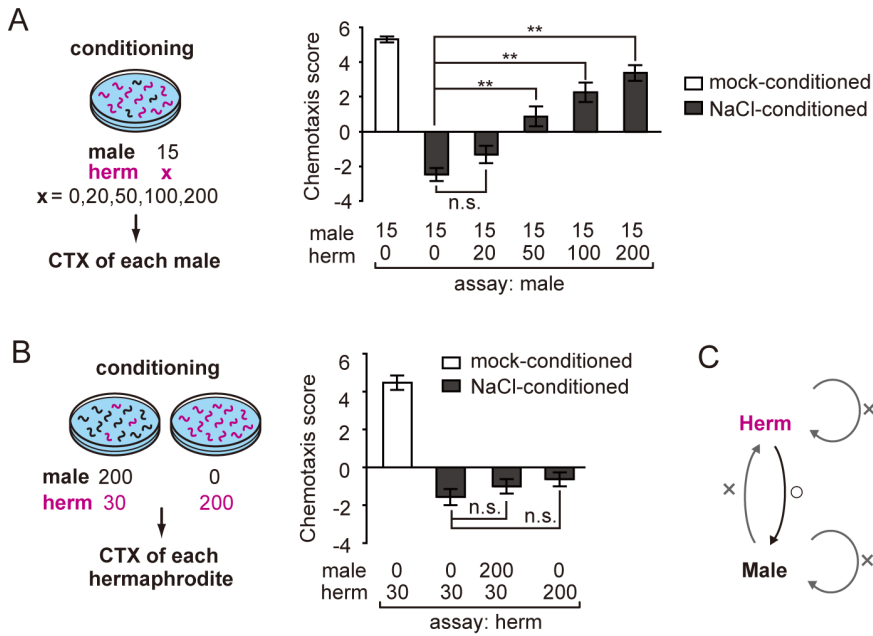 A
conditioning
male 15
herm x
x = 0,20,50,100,200
CTX of each male
Chemotaxis score
6
4
2
0
-2
-4
**
**
**
n.s.
mock-conditioned
NaCl-conditioned
male 15 15 15 15 15 15
herm 0 0 20 50 100 200
assay: male
B
conditioning
male 200 0
herm 30 200
CTX of each
hermaphrodite
Chemotaxis score
6
4
2
0
-2
-4
mock-conditioned
NaCl-conditioned
n.s.
n.s.
male 0 0 200 0
herm 30 30 30 200
assay: herm
C
Herm
×
×
○
Male
×